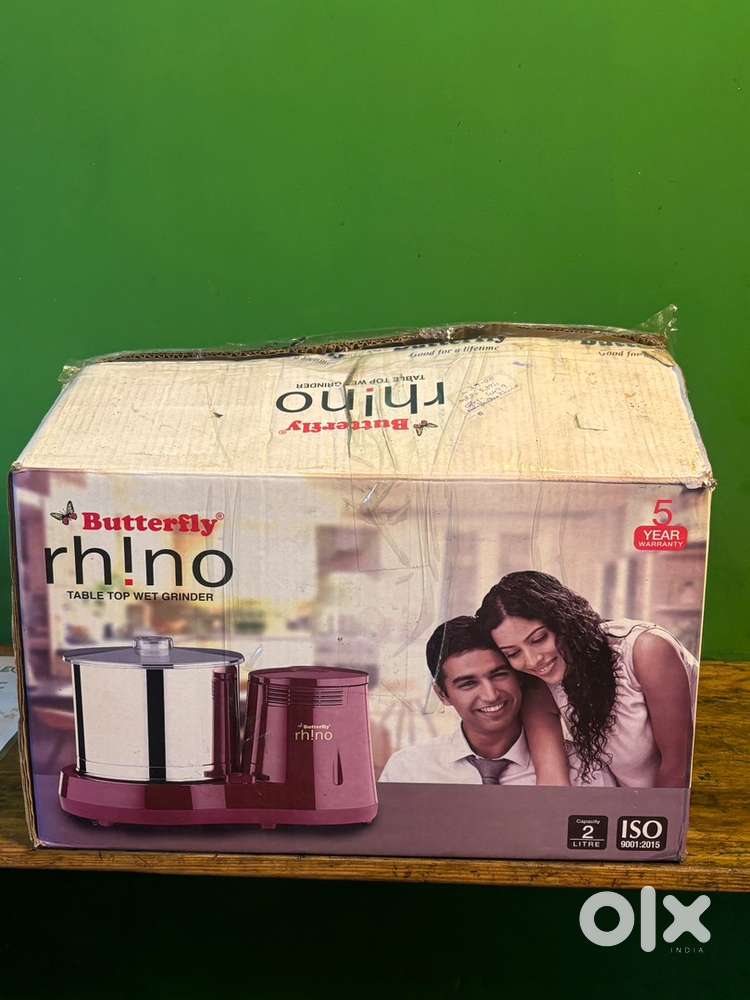 Butterfly
Good for a lifetime
Good for
rh!no
TABLE TOP WET GRINDER
Butterfly®
Butterfly®
rh!no
TABLE TOP WET GRINDER
5
YEAR
WARRANTY
Butterfly
rh!no
Capacity
2
LITRE
ISO
9001:2015
olx
INDIA